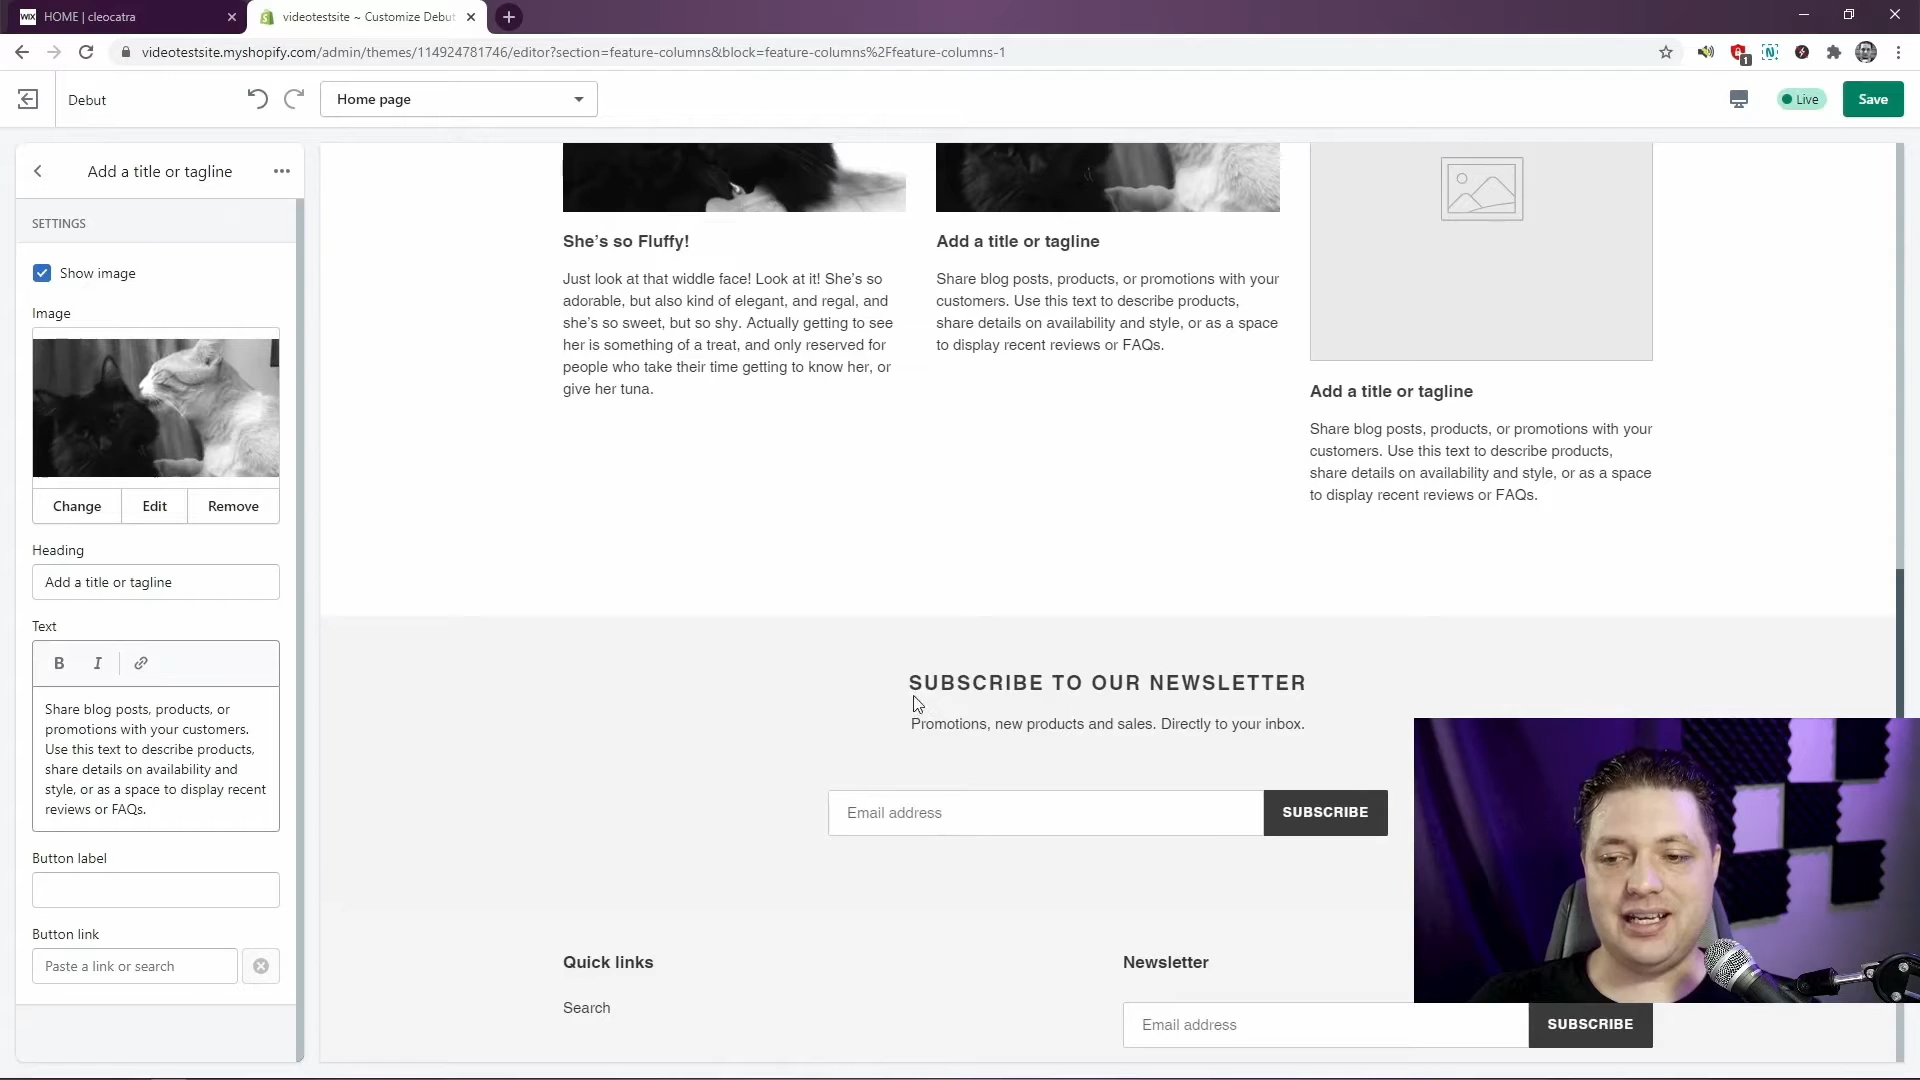 WIX HOME | cleocatra
videotestsite ~ Customize Debut
videotestsite.myshopify.com/admin/themes/114924781746/editor?section=feature-columns&block=feature-columns%2Ffeature-columns-1
1
Debut
Home page
Live
Save
Add a title or tagline
SETTINGS
Show image
Image
Change
Edit
Remove
Heading
Add a title or tagline
Text
B I
Share blog posts, products, or
promotions with your customers.
Use this text to describe products,
share details on availability and
style, or as a space to display recent
reviews or FAQs.
Button label
Button link
Paste a link or search
She's so Fluffy!
Just look at that widdle face! Look at it! She's so
adorable, but also kind of elegant, and regal, and
she's so sweet, but so shy. Actually getting to see
her is something of a treat, and only reserved for
people who take their time getting to know her, or
give her tuna.
Add a title or tagline
Share blog posts, products, or promotions with your
customers. Use this text to describe products,
share details on availability and style, or as a space
to display recent reviews or FAQs.
Add a title or tagline
Share blog posts, products, or promotions with your
customers. Use this text to describe products,
share details on availability and style, or as a space
to display recent reviews or FAQs.
SUBSCRIBE TO OUR NEWSLETTER
Promotions, new products and sales. Directly to your inbox.
Email address
SUBSCRIBE
Quick links
Search
Newsletter
Email address
SUBSCRIBE